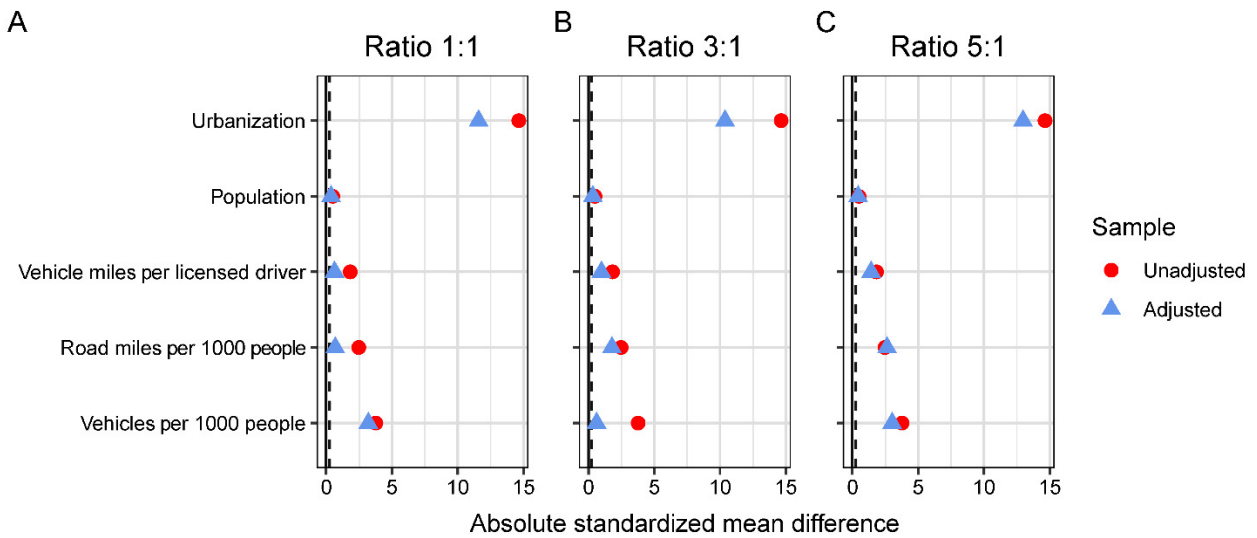 A
B
C
Ratio 1:1
Ratio 3:1
Ratio 5:1
Urbanization
Population
Vehicle miles per licensed driver
Road miles per 1000 people
Vehicles per 1000 people
0 5 10 15
0 5 10 15
0 5 10 15
Absolute standardized mean difference
Sample
Unadjusted
Adjusted